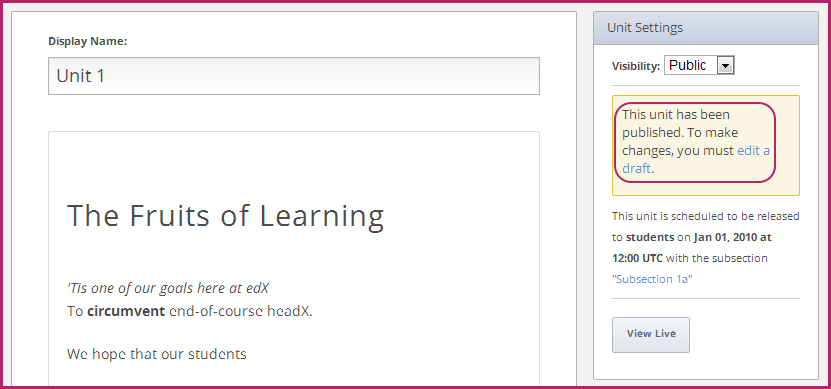 Display Name:
Unit 1
The Fruits of Learning
'Tis one of our goals here at edX
To circumvent end-of-course headX.
We hope that our students
Unit Settings
Visibility: Public
This unit has been
published. To make
changes, you must edit a
draft.
This unit is scheduled to be released
to students on Jan 01, 2010 at
12:00 UTC with the subsection
"Subsection 1a"
View Live